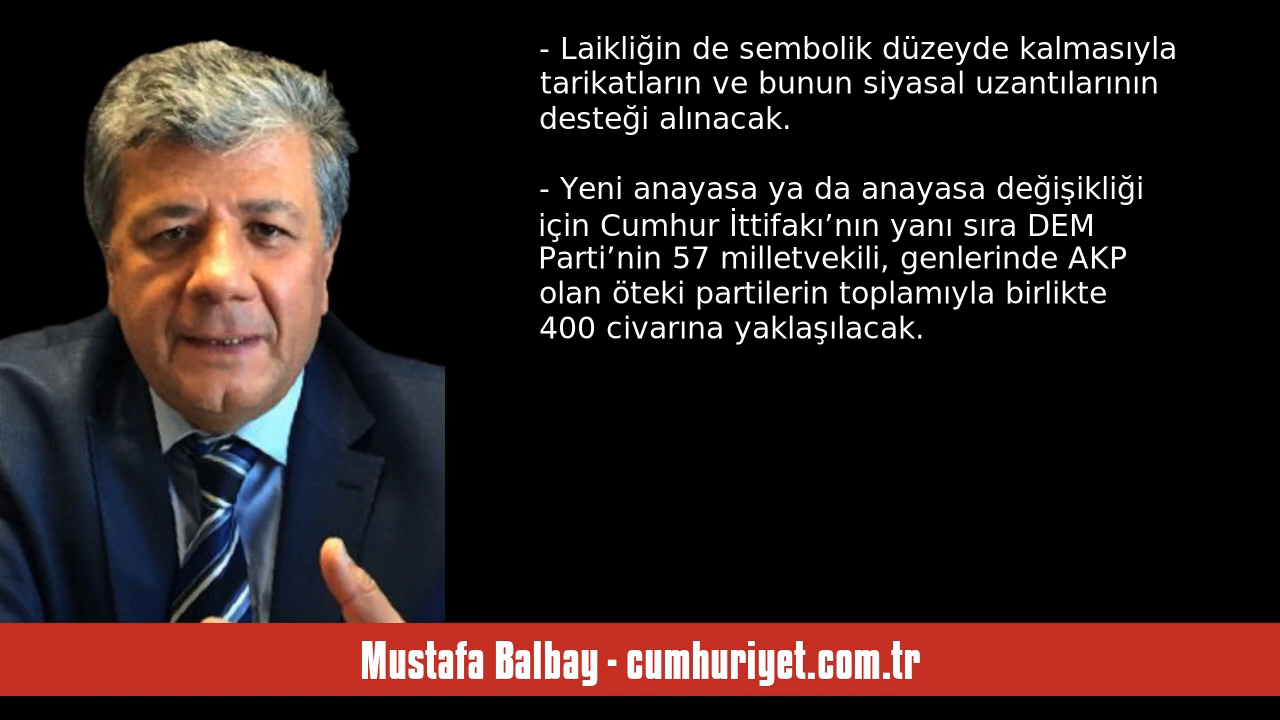 - Laikliğin de sembolik düzeyde kalmasıyla
tarikatların ve bunun siyasal uzantılarının
desteği alınacak.
- Yeni anayasa ya da anayasa değişikliği
için Cumhur İttifakı’nın yanı sıra DEM
Parti’nin 57 milletvekili, genlerinde AKP
olan öteki partilerin toplamıyla birlikte
400 civarına yaklaşılacak.
Mustafa Balbay - cumhuriyet.com.tr